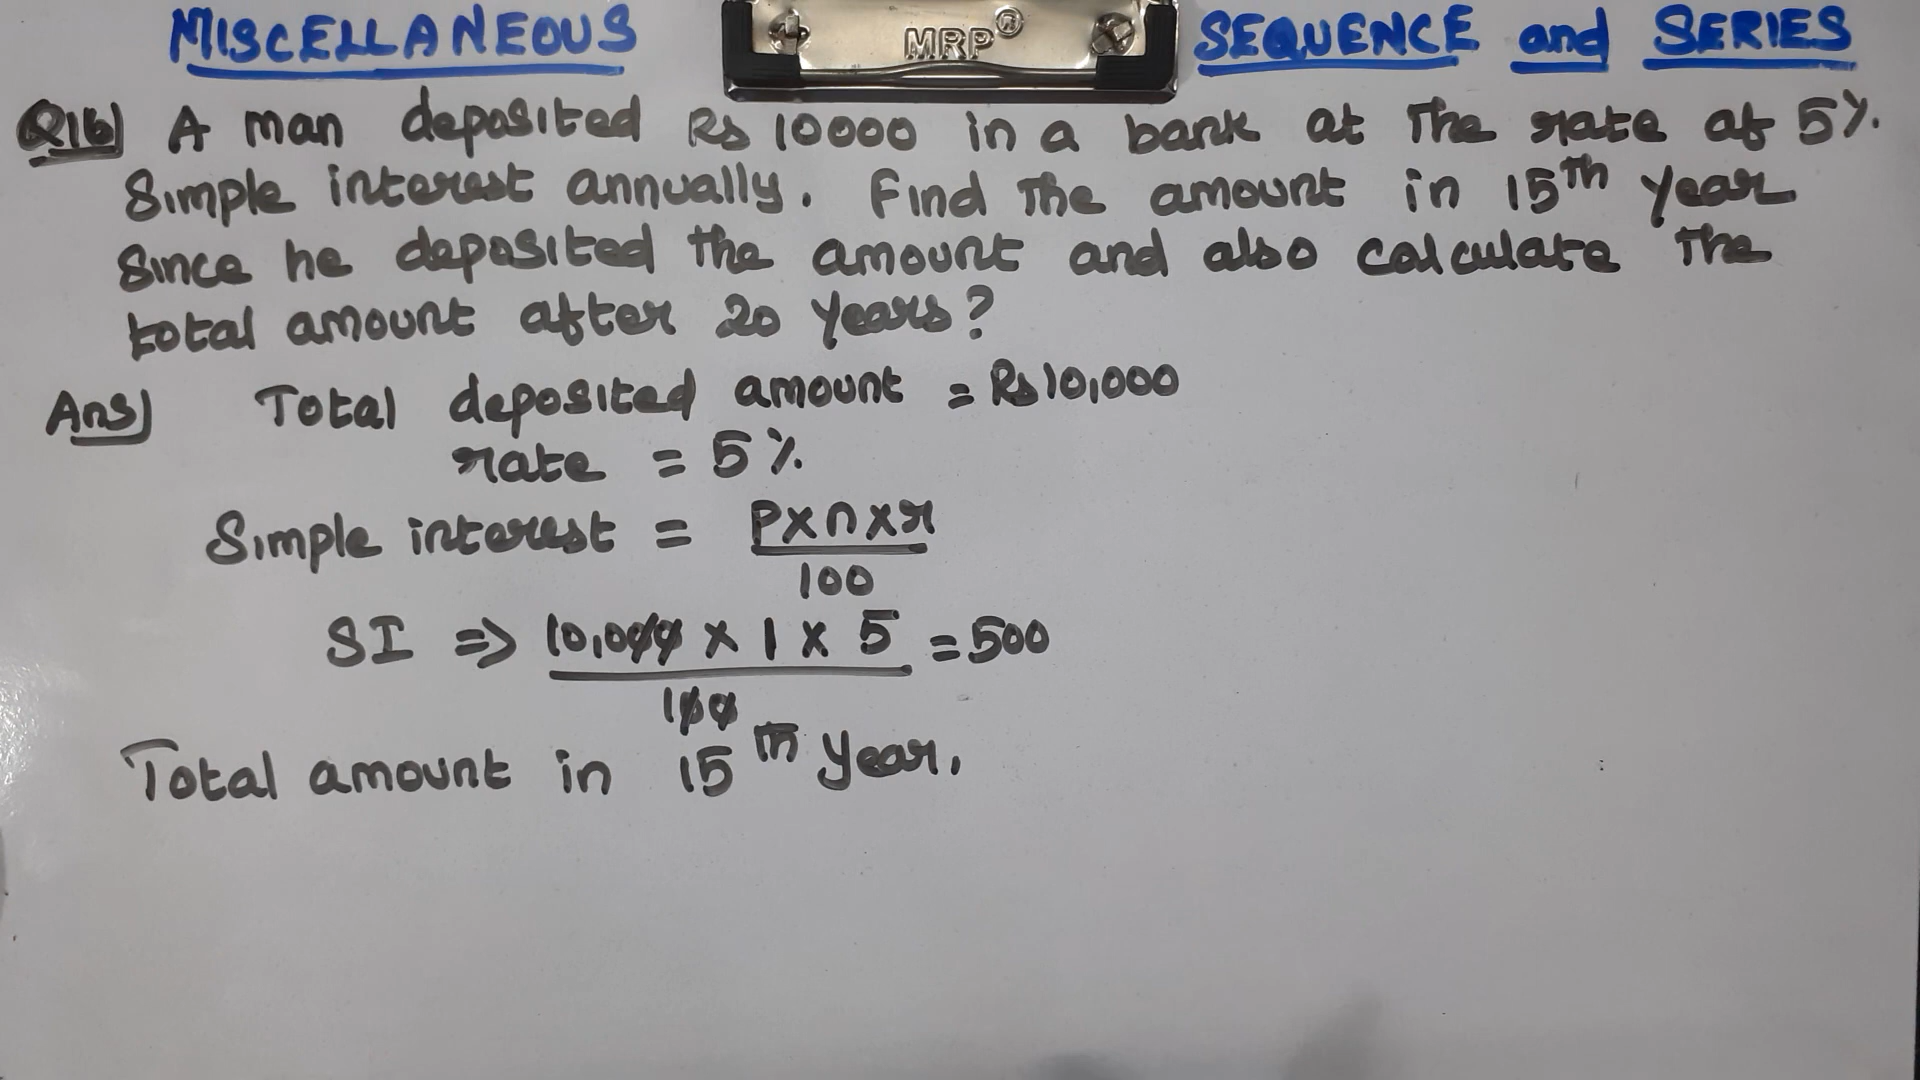 MISCELLANEOUS
MRP®
SEQUENCE and SERIES
Q16) A man deposited Rs 10000 in a bank at The rate of 5%.
Simple interest annually. Find The amount in 15th year
Since he deposited the amount and also calculate The
total amount after 20 years?
Ans) Total deposited amount = Rs 10,000
rate = 5%
Simple interest = P×n×r
100
SI ⇒ 10,000 × 1 × 5 = 500
100
Total amount in 15th Year,